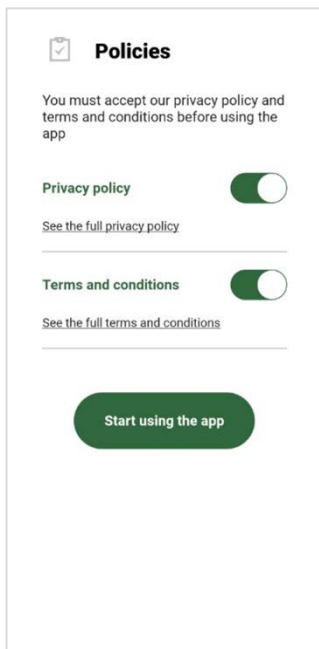 Policies
You must accept our privacy policy and
terms and conditions before using the
app
Privacy policy
See the full privacy policy
Terms and conditions
See the full terms and conditions
Start using the app